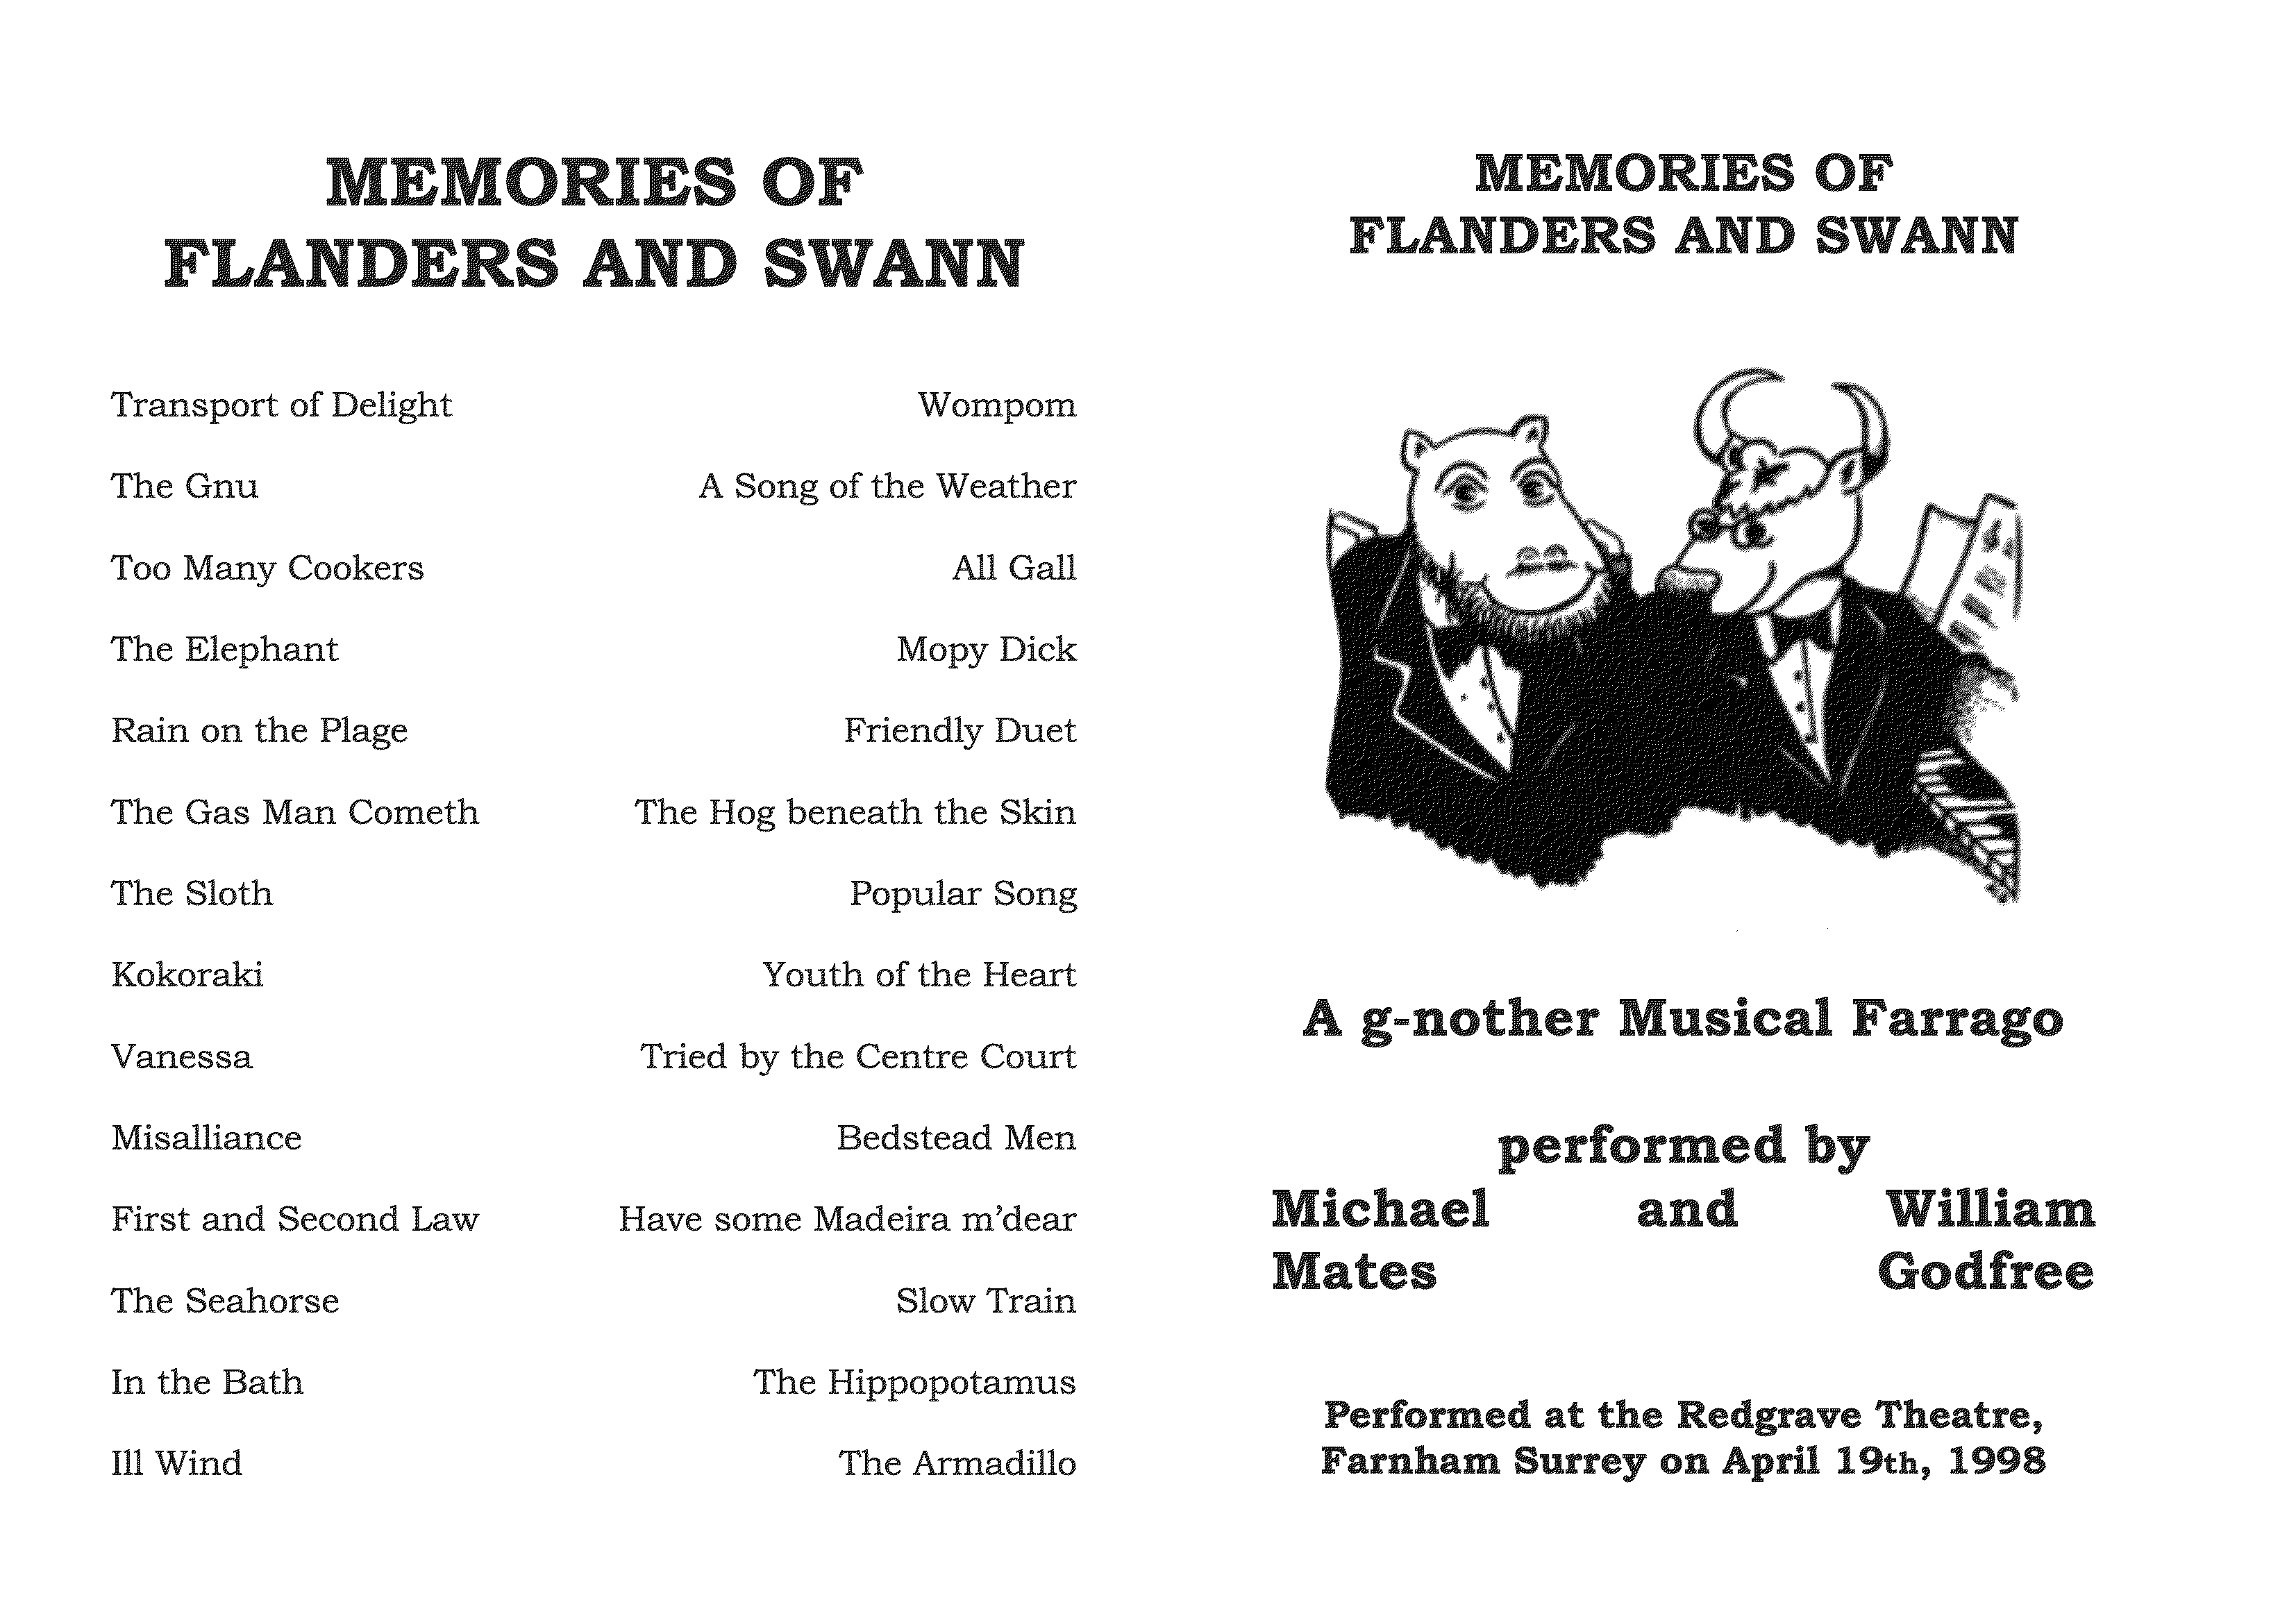 MEMORIES OF
FLANDERS AND SWANN
Transport of Delight
The Gnu
Too Many Cookers
The Elephant
Rain on the Plage
The Gas Man Cometh
The Sloth
Kokoraki
Vanessa
Misalliance
First and Second Law
The Seahorse
In the Bath
Ill Wind
Wompom
A Song of the Weather
All Gall
Mopy Dick
Friendly Duet
The Hog beneath the Skin
Popular Song
Youth of the Heart
Tried by the Centre Court
Bedstead Men
Have some Madeira m’dear
Slow Train
The Hippopotamus
The Armadillo
MEMORIES OF
FLANDERS AND SWANN
A g-nother Musical Farrago
performed by
Michael and William
Mates Godfree
Performed at the Redgrave Theatre,
Farnham Surrey on April 19th, 1998